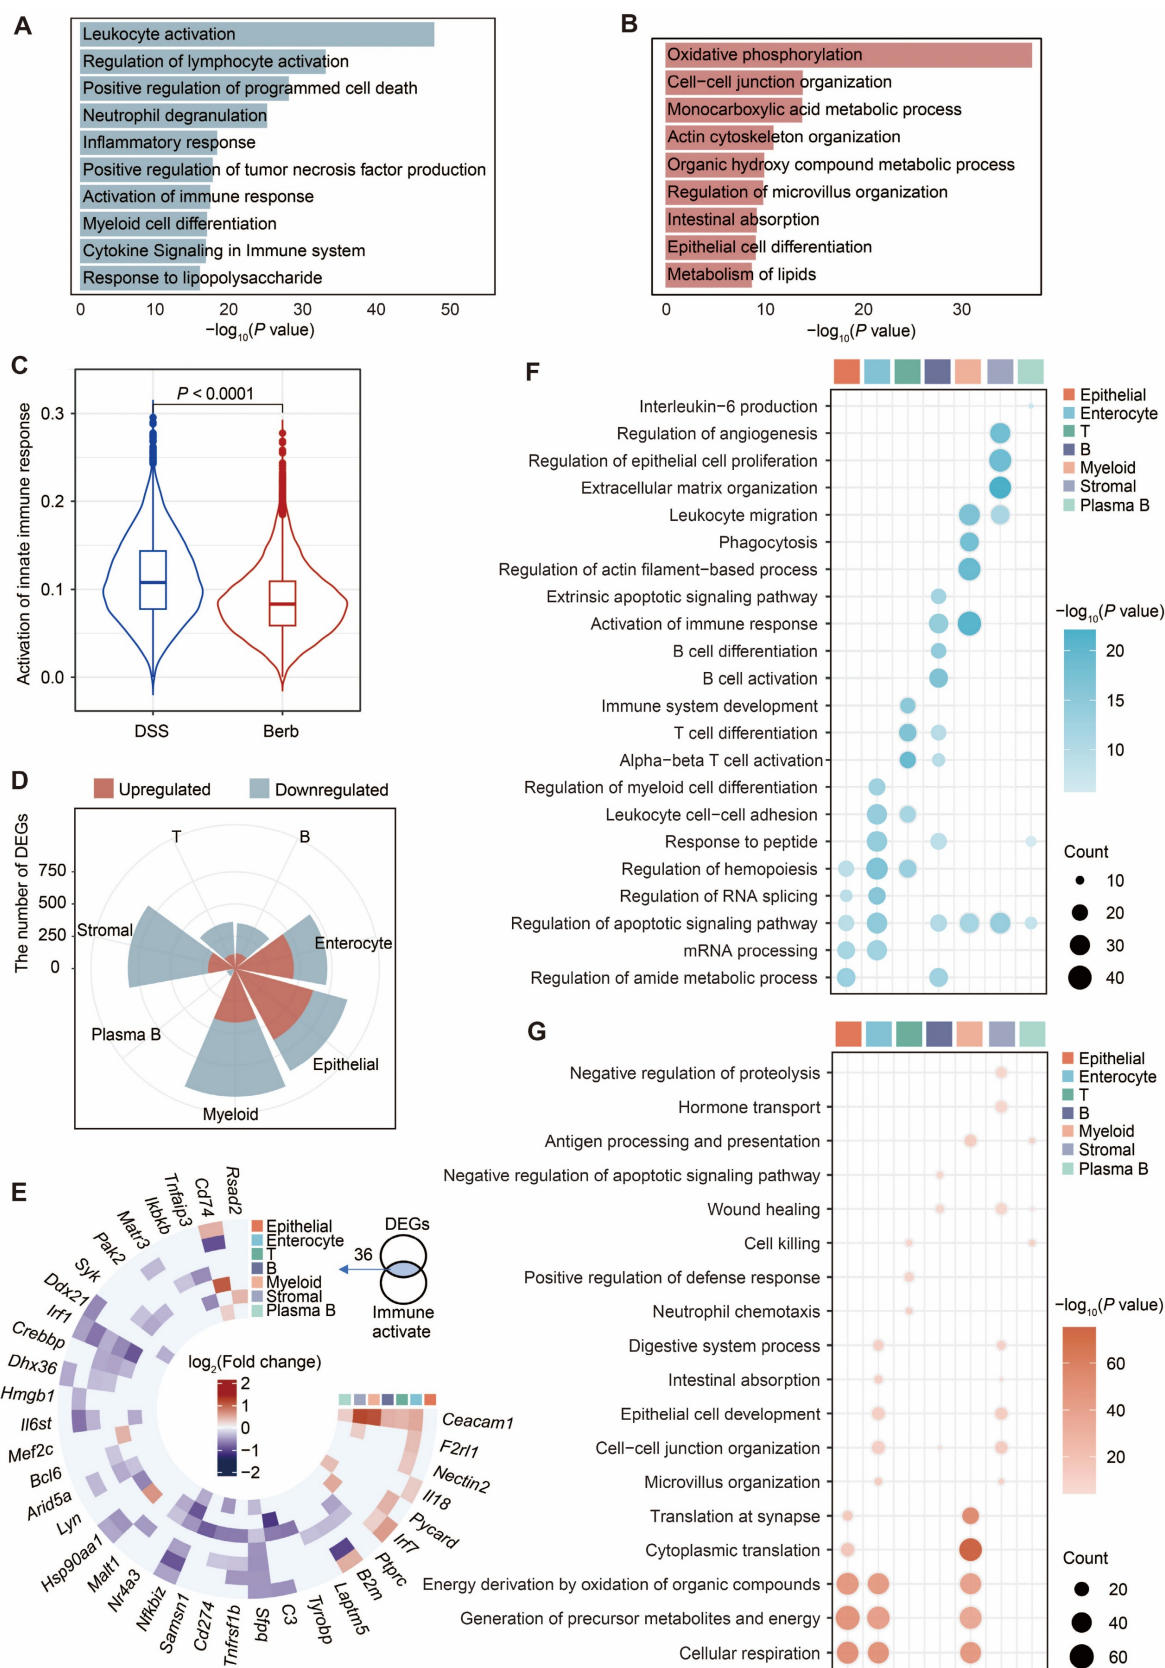 A
Leukocyte activation
Regulation of lymphocyte activation
Positive regulation of programmed cell death
Neutrophil degranulation
Inflammatory response
Positive regulation of tumor necrosis factor production
Activation of immune response
Myeloid cell differentiation
Cytokine Signaling in Immune system
Response to lipopolysaccharide
0 10 20 30 40 50
−log10(P value)
B
Oxidative phosphorylation
Cell−cell junction organization
Monocarboxylic acid metabolic process
Actin cytoskeleton organization
Organic hydroxy compound metabolic process
Regulation of microvillus organization
Intestinal absorption
Epithelial cell differentiation
Metabolism of lipids
0 10 20 30
−log10(P value)
C
Activation of innate immune response
0.3
0.2
0.1
0.0
P < 0.0001
DSS Berb
D
Upregulated Downregulated
The number of DEGs
750
500
250
0
T
B
Stromal
Enterocyte
Plasma B
Epithelial
Myeloid
E
Rsad2
Cd74
Tnfaip3
Ikbkb
Matr3
Pak2
Syk
Ddx21
Irf1
Crebbp
Dhx36
Hmgb1
Il6st
Mef2c
Bcl6
Arid5a
Lyn
Hsp90aa1
Malt1
Nr4a3
Nfkbiz
Samsn1
Cd274
Tnfrsf1b
Sfpq
C3
Tyrobp
Laptm5
B2m
Ptprc
Irf7
Pycard
Il18
Nectin2
F2rl1
Ceacam1
Epithelial
Enterocyte
T
B
Myeloid
Stromal
Plasma B
DEGs
36
Immune
activate
log2(Fold change)
2
1
0
−1
−2
F
Interleukin−6 production
Regulation of angiogenesis
Regulation of epithelial cell proliferation
Extracellular matrix organization
Leukocyte migration
Phagocytosis
Regulation of actin filament−based process
Extrinsic apoptotic signaling pathway
Activation of immune response
B cell differentiation
B cell activation
Immune system development
T cell differentiation
Alpha−beta T cell activation
Regulation of myeloid cell differentiation
Leukocyte cell−cell adhesion
Response to peptide
Regulation of hemopoiesis
Regulation of RNA splicing
Regulation of apoptotic signaling pathway
mRNA processing
Regulation of amide metabolic process
Epithelial
Enterocyte
T
B
Myeloid
Stromal
Plasma B
−log10(P value)
20
15
10
Count
10
20
30
40
G
Negative regulation of proteolysis
Hormone transport
Antigen processing and presentation
Negative regulation of apoptotic signaling pathway
Wound healing
Cell killing
Positive regulation of defense response
Neutrophil chemotaxis
Digestive system process
Intestinal absorption
Epithelial cell development
Cell−cell junction organization
Microvillus organization
Translation at synapse
Cytoplasmic translation
Energy derivation by oxidation of organic compounds
Generation of precursor metabolites and energy
Cellular respiration
Epithelial
Enterocyte
T
B
Myeloid
Stromal
Plasma B
−log10(P value)
60
40
20
Count
20
40
60